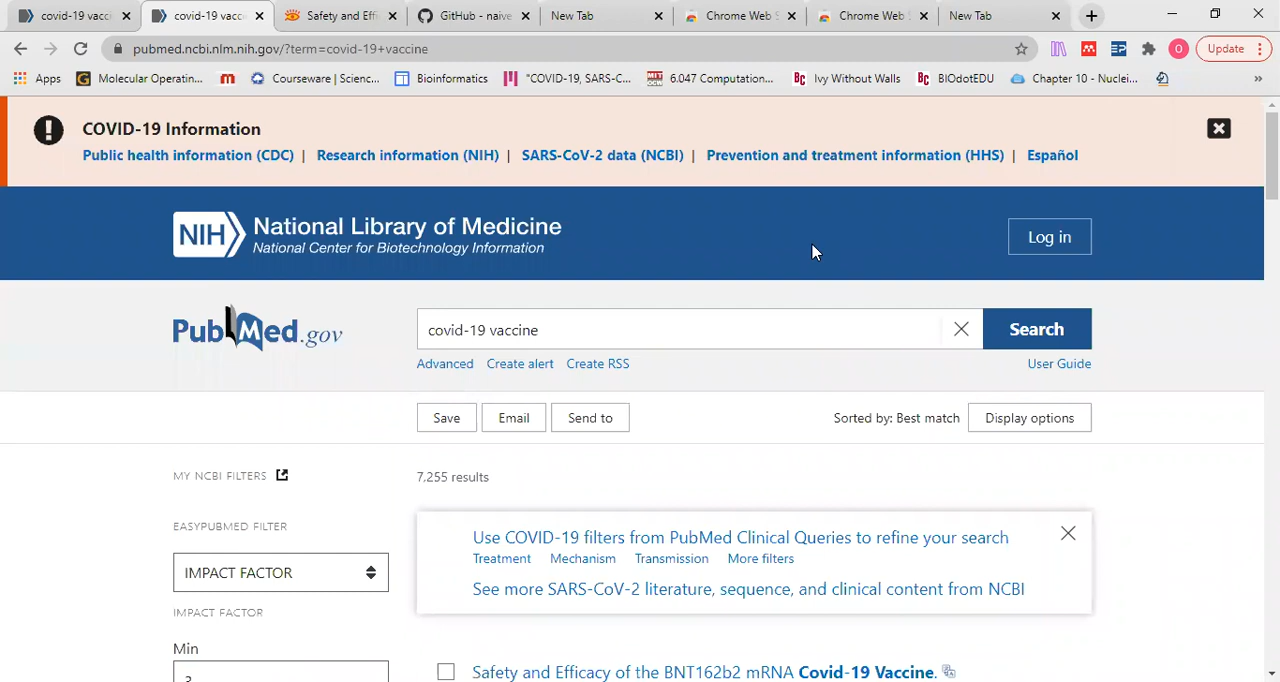 covid-19 vacci
covid-19 vacci
Safety and Effi
GitHub - naive
New Tab
Chrome Web S
Chrome Web S
New Tab
pubmed.ncbi.nlm.nih.gov/?term=covid-19+vaccine
O
Update
Apps
Molecular Operatin...
Courseware | Scienc...
Bioinformatics
"COVID-19, SARS-C...
6.047 Computation...
Ivy Without Walls
BIOdotEDU
Chapter 10 - Nuclei...
COVID-19 Information
Public health information (CDC) | Research information (NIH) | SARS-CoV-2 data (NCBI) | Prevention and treatment information (HHS) | Español
NIH National Library of Medicine
National Center for Biotechnology Information
Log in
PubMed.gov
covid-19 vaccine
Search
Advanced Create alert Create RSS
User Guide
Save Email Send to
Sorted by: Best match Display options
MY NCBI FILTERS
7,255 results
EASYPUBMED FILTER
IMPACT FACTOR
IMPACT FACTOR
Min
Use COVID-19 filters from PubMed Clinical Queries to refine your search
Treatment Mechanism Transmission More filters
See more SARS-CoV-2 literature, sequence, and clinical content from NCBI
Safety and Efficacy of the BNT162b2 mRNA Covid-19 Vaccine.